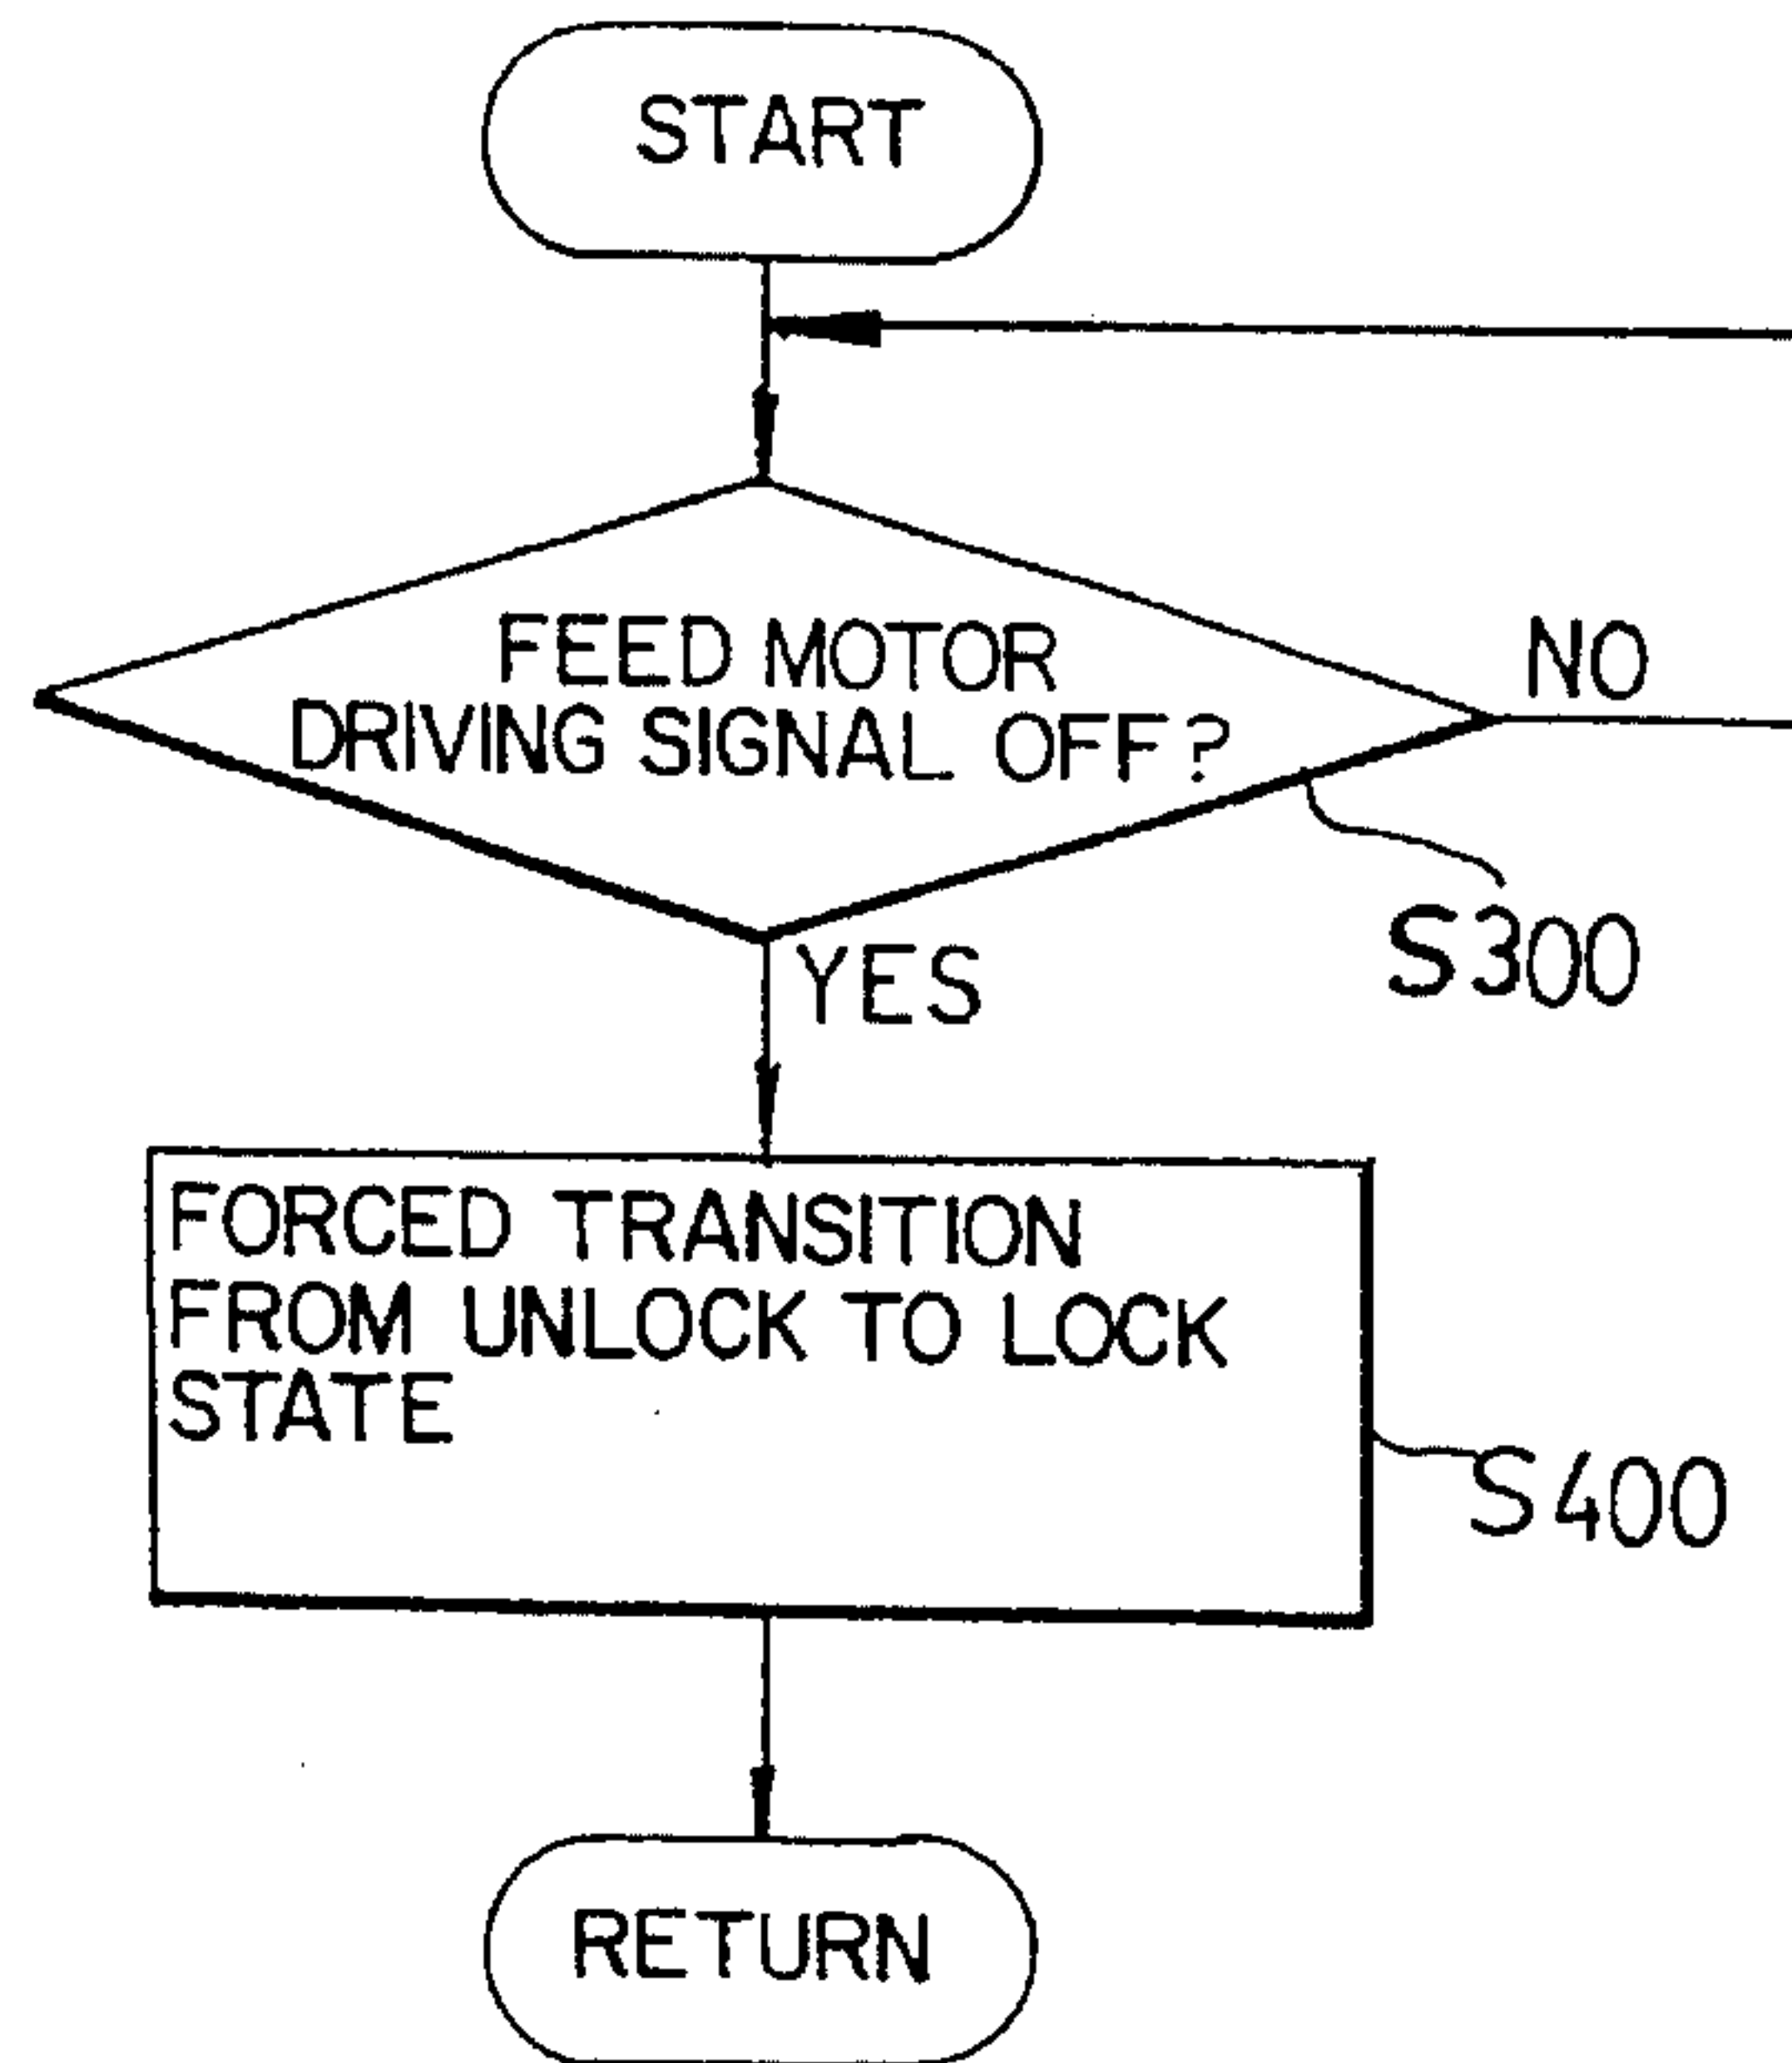 START
FEED MOTOR
DRIVING SIGNAL OFF?
NO
S300
YES
FORCED TRANSITION
FROM UNLOCK TO LOCK
STATE
S400
RETURN